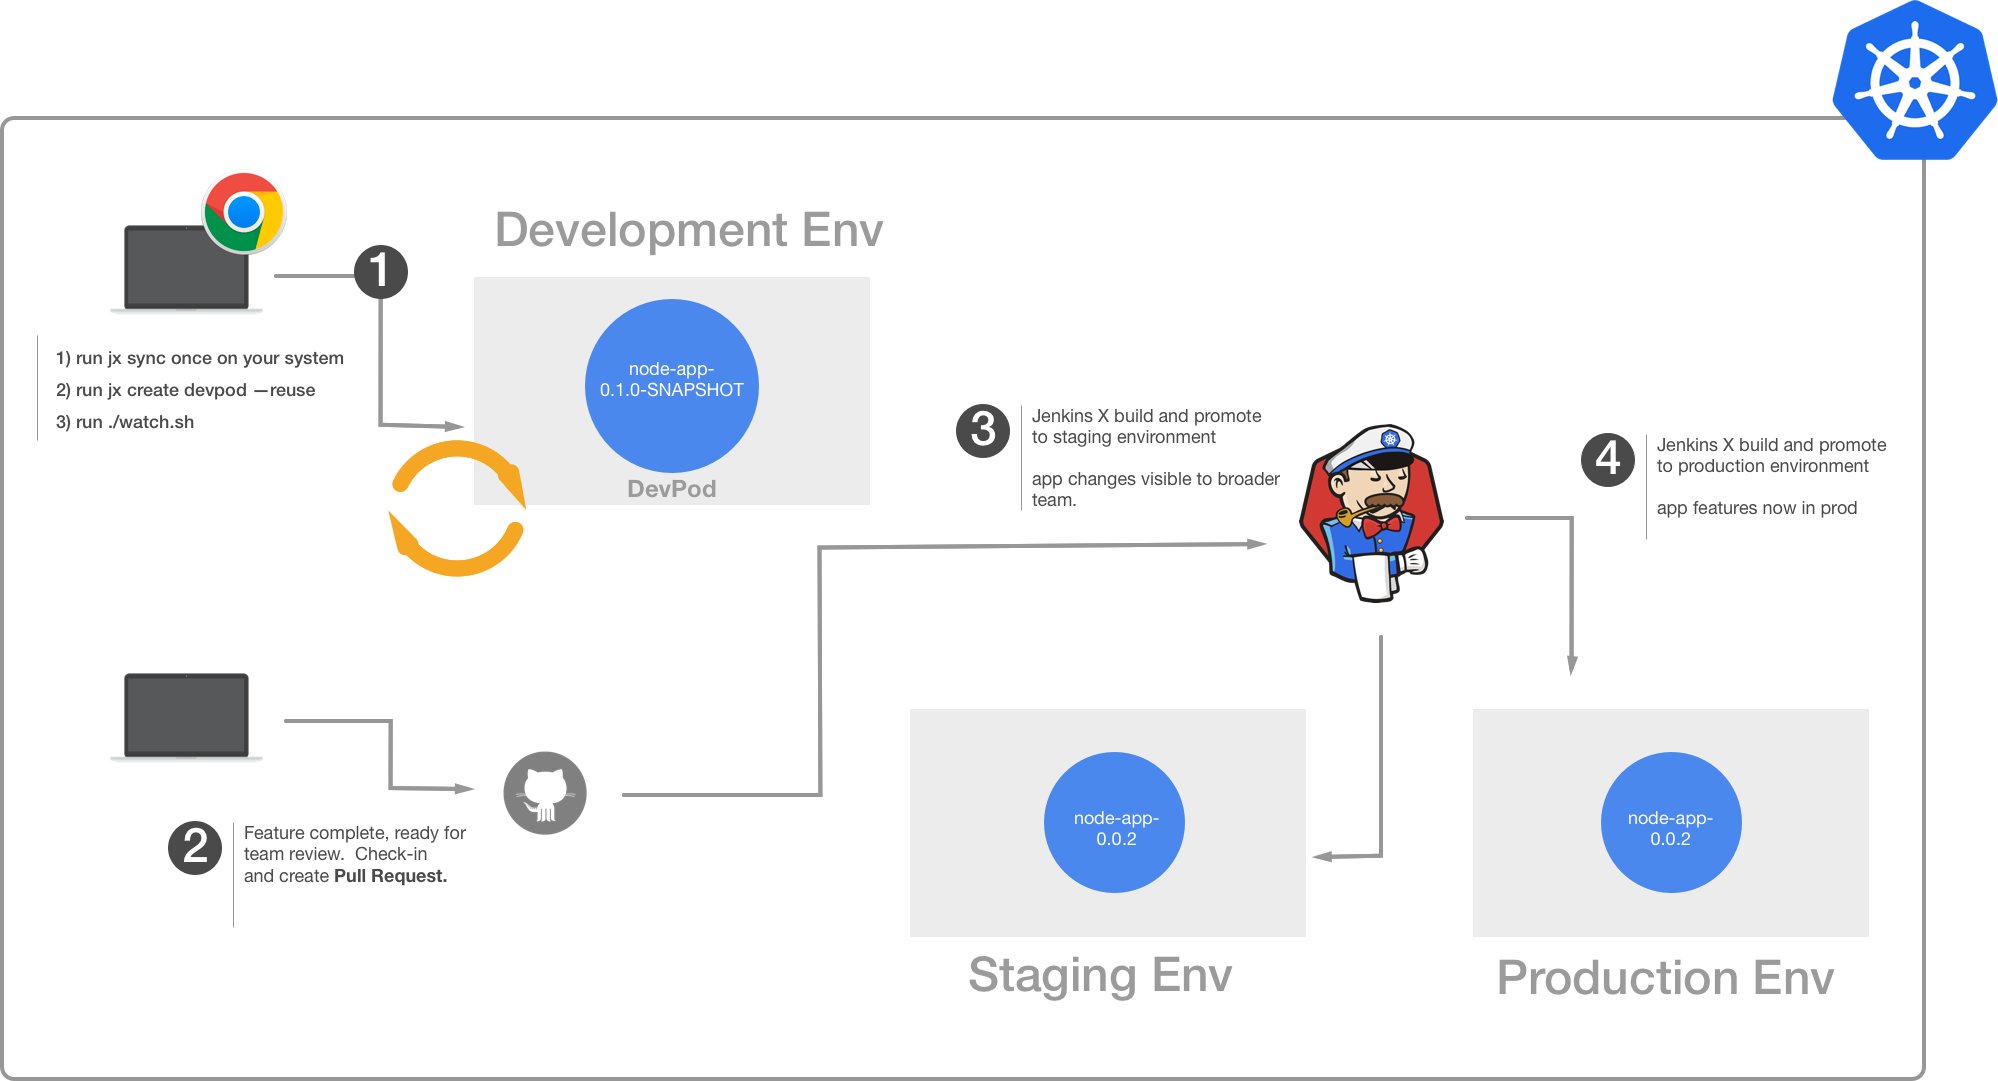 Development Env
1
1) run jx sync once on your system
2) run jx create devpod —reuse
3) run ./watch.sh
node-app-
0.1.0-SNAPSHOT
DevPod
2
Feature complete, ready for
team review.  Check-in
and create Pull Request.
3
Jenkins X build and promote
to staging environment
app changes visible to broader
team.
4
Jenkins X build and promote
to production environment
app features now in prod
node-app-
0.0.2
Staging Env
node-app-
0.0.2
Production Env